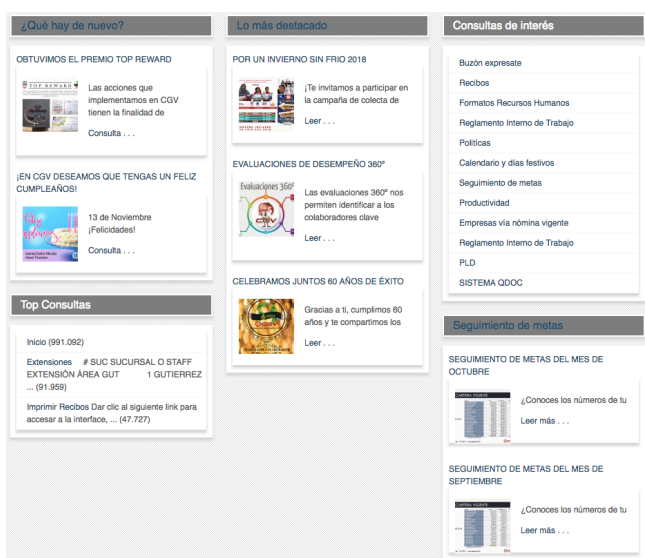 ¿Qué hay de nuevo?
OBTUVIMOS EL PREMIO TOP REWARD
TOP REWARD
Las acciones que
implementamos en CGV
tienen la finalidad de
Consulta . . .
¡EN CGV DESEAMOS QUE TENGAS UN FELIZ
CUMPLEAÑOS!
13 de Noviembre
¡Felicidades!
Consulta . . .
Top Consultas
Inicio (991.092)
Extensiones # SUC SUCURSAL O STAFF
EXTENSIÓN ÁREA GUT 1 GUTIERREZ
... (91.959)
Imprimir Recibos Dar clic al siguiente link para
accesar a la interface, ... (47.727)
Lo más destacado
POR UN INVIERNO SIN FRIO 2018
¡Te invitamos a participar en
la campaña de colecta de
Leer . . .
EVALUACIONES DE DESEMPEÑO 360°
Evaluaciones 360°
Las evaluaciones 360° nos
permiten identificar a los
colaboradores clave
Leer . . .
CELEBRAMOS JUNTOS 60 AÑOS DE ÉXITO
Gracias a ti, cumplimos 60
años y te compartimos los
Leer . . .
Consultas de interés
Buzón expresate
Recibos
Formatos Recursos Humanos
Reglamento Interno de Trabajo
Politícas
Calendario y días festivos
Seguimiento de metas
Productividad
Empresas vía nómina vigente
Reglamento Interno de Trabajo
PLD
SISTEMA QDOC
Seguimiento de metas
SEGUIMIENTO DE METAS DEL MES DE
OCTUBRE
CARTERA VIGENTE
¿Conoces los números de tu
Leer más . . .
SEGUIMIENTO DE METAS DEL MES DE
SEPTIEMBRE
CARTERA VIGENTE
¿Conoces los números de tu
Leer más . . .